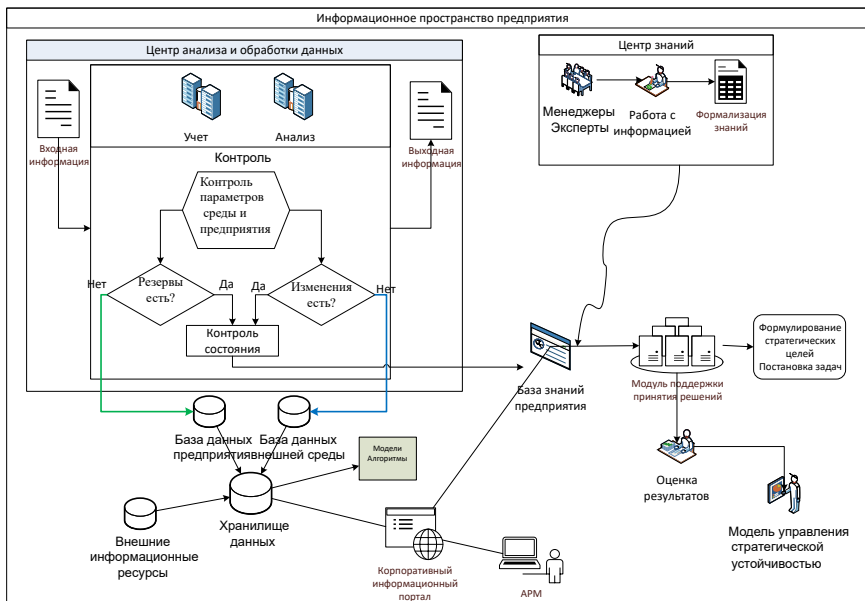 Информационное пространство предприятия
Центр анализа и обработки данных
Центр знаний
Учет
Анализ
Входная
информация
Выходная
информация
Менеджеры
Эксперты
Работа с
информацией
Формализация
знаний
Контроль
Контроль
параметров
среды и
предприятия
Нет
Резервы
есть?
Да
Да
Изменения
есть?
Нет
Контроль
состояния
База знаний
предприятия
Модуль поддержки
принятия решений
Формулирование
стратегических
целей
Постановка задач
База данных
предприятия
База данных
внешней среды
Модели
Алгоритмы
Оценка
результатов
Внешние
информационные
ресурсы
Хранилище
данных
Модель управления
стратегической
устойчивостью
Корпоративный
информационный
портал
АРМ